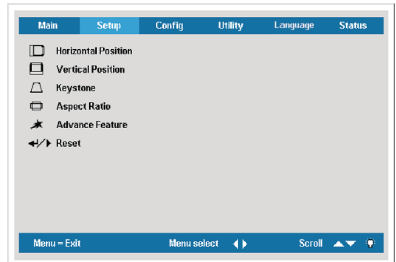 Main Setup Config Utility Language Status
Horizontal Position
Vertical Position
Keystone
Aspect Ratio
Advance Feature
Reset
Menu = Exit Menu select Scroll